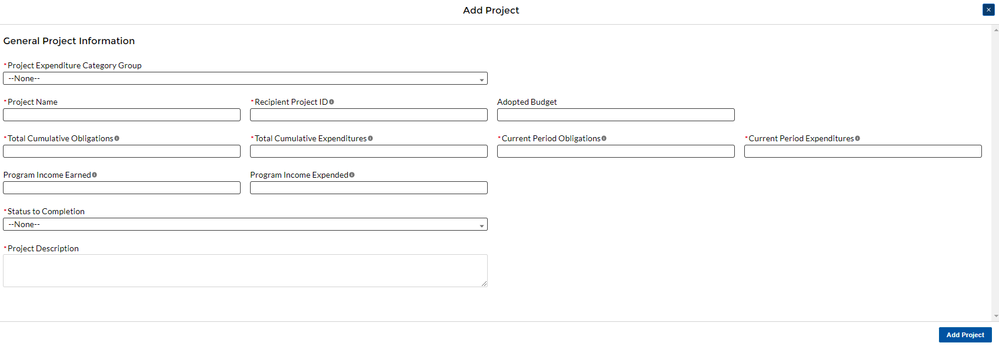 Add Project
General Project Information
*Project Expenditure Category Group
--None--
*Project Name *Recipient Project ID Adopted Budget
*Total Cumulative Obligations *Total Cumulative Expenditures *Current Period Obligations *Current Period Expenditures
Program Income Earned Program Income Expended
*Status to Completion
--None--
*Project Description
Add Project